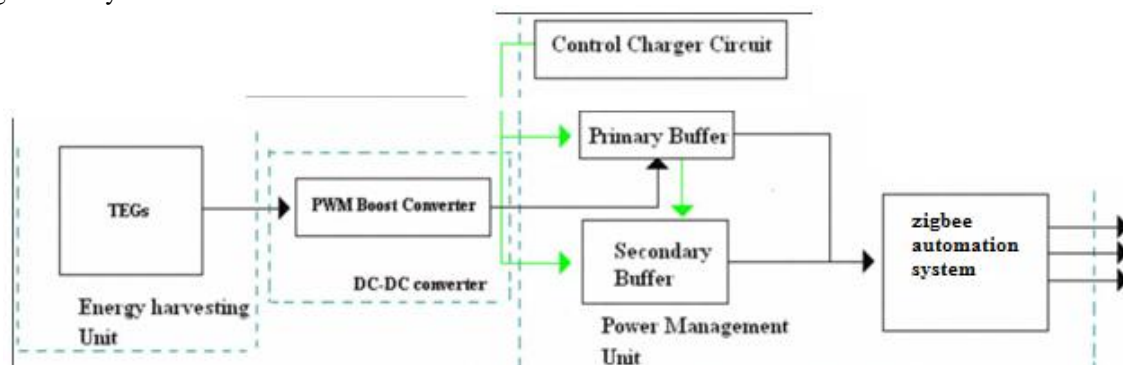 Control Charger Circuit
Primary Buffer
TEGs
PWM Boost Converter
zigbee
automation
system
Secondary
Buffer
DC-DC converter
Energy harvesting
Unit
Power Management
Unit